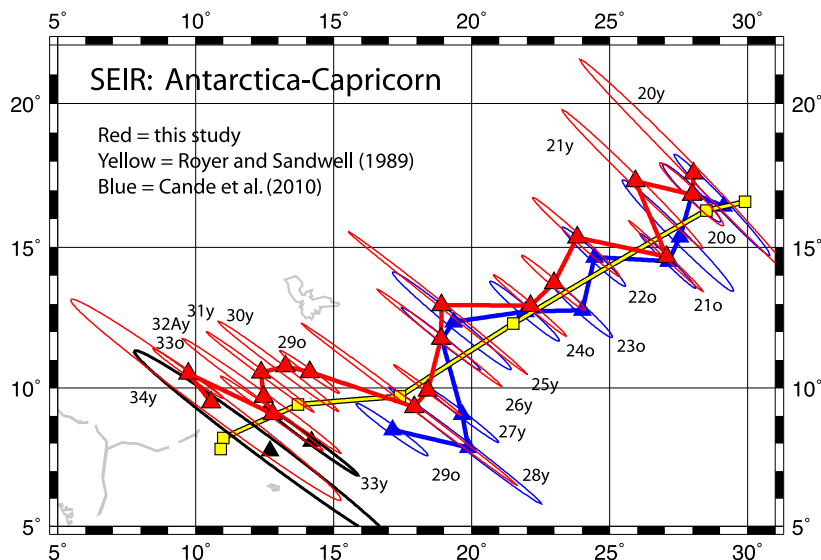 5° 10° 15° 20° 25° 30°
SEIR: Antarctica-Capricorn
20° 20°
20y
Red = this study
21y
Yellow = Royer and Sandwell (1989)
Blue = Cande et al. (2010)
20o
15° 15°
22o 21o
31y 30y
32Ay
33o 29o
24o 23o
10° 10°
34y
25y
26y
27y
33y 29o 28y
5° 5°
5° 10° 15° 20° 25° 30°